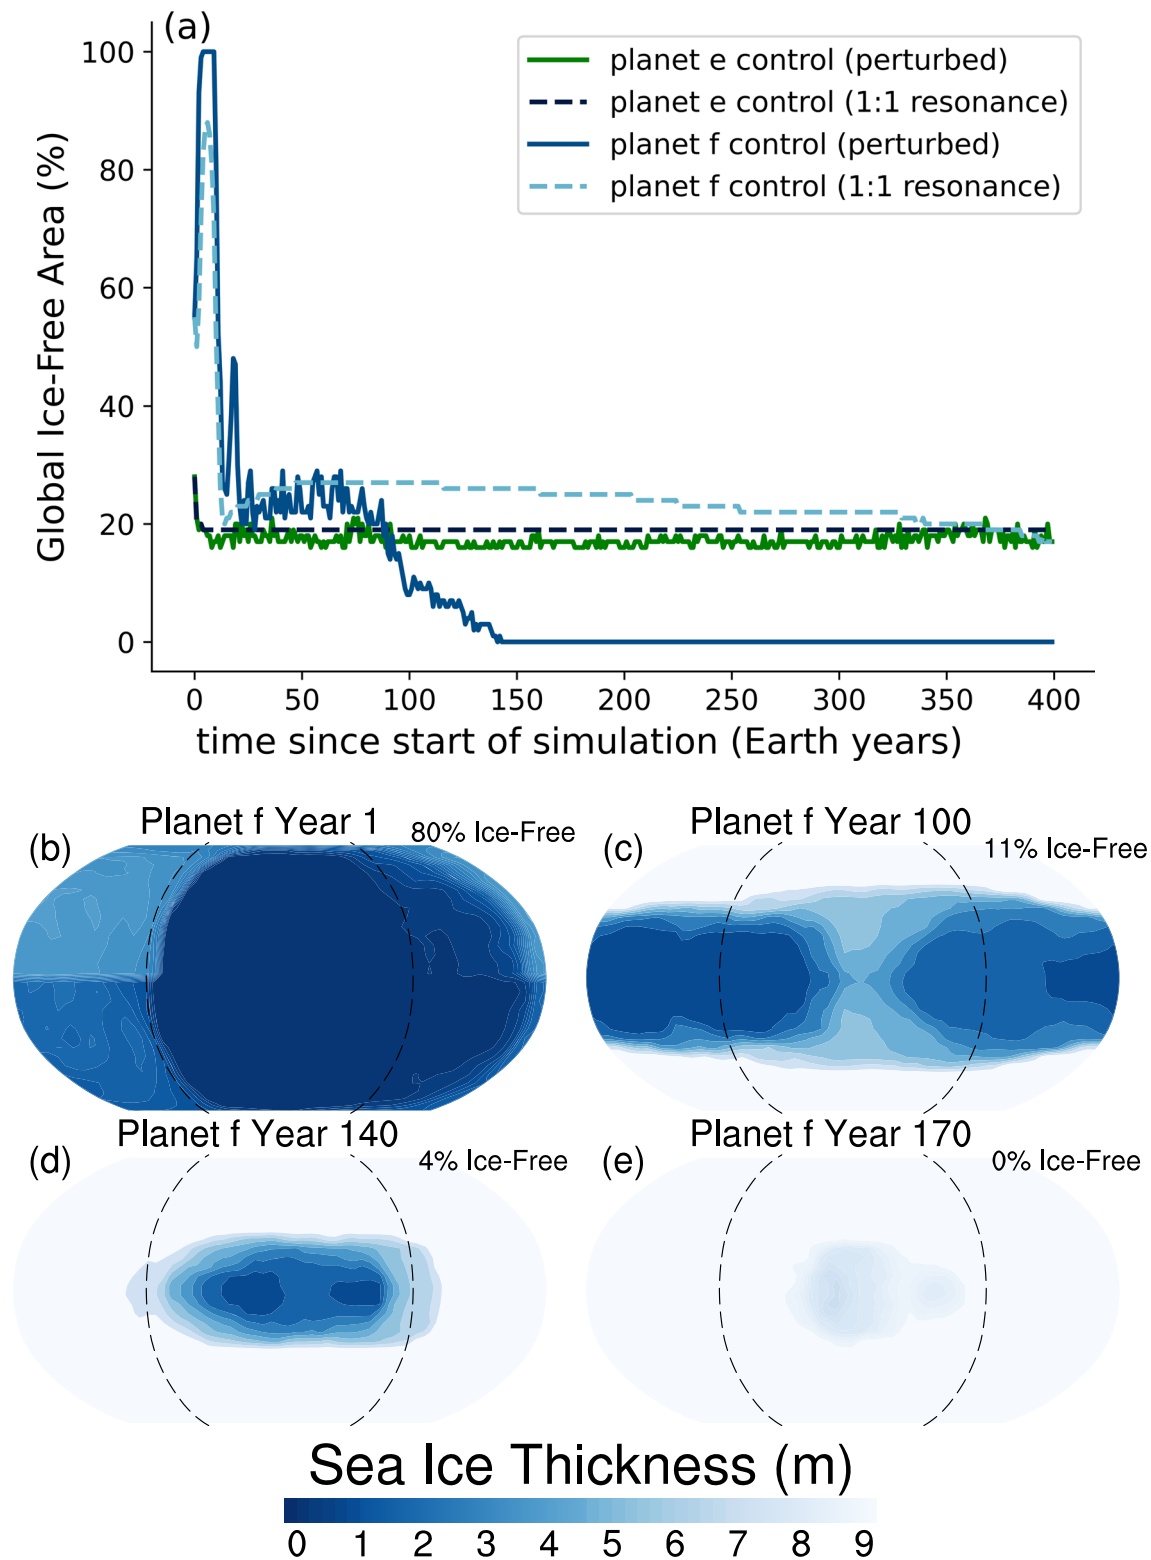 (a)
100
80
60
40
20
0
Global Ice-Free Area (%)
planet e control (perturbed)
planet e control (1:1 resonance)
planet f control (perturbed)
planet f control (1:1 resonance)
0 50 100 150 200 250 300 350 400
time since start of simulation (Earth years)
(b) Planet f Year 1 80% Ice-Free
(c) Planet f Year 100 11% Ice-Free
(d) Planet f Year 140 4% Ice-Free
(e) Planet f Year 170 0% Ice-Free
Sea Ice Thickness (m)
0 1 2 3 4 5 6 7 8 9